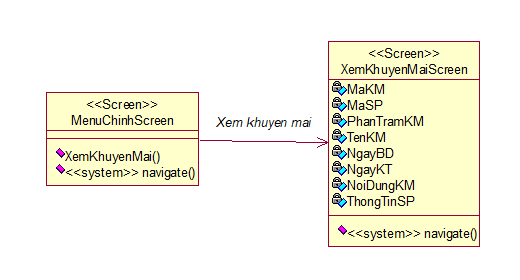 <<Screen>>
MenuChinhScreen
XemKhuyenMai()
<<system>> navigate()
Xem khuyen mai
<<Screen>>
XemKhuyenMaiScreen
MaKM
MaSP
PhanTramKM
TenKM
NgayBD
NgayKT
NoiDungKM
ThongTinSP
<<system>> navigate()